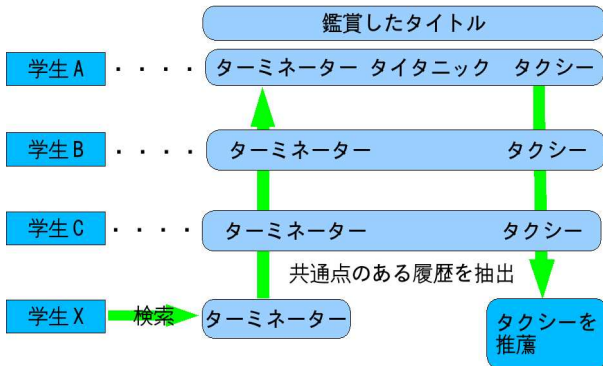 鑑賞したタイトル
学生A ・・・・ ターミネーター タイタニック タクシー
学生B ・・・・ ターミネーター タクシー
学生C ・・・・ ターミネーター タクシー
共通点のある履歴を抽出
学生X 検索 ターミネーター
タクシーを
推薦